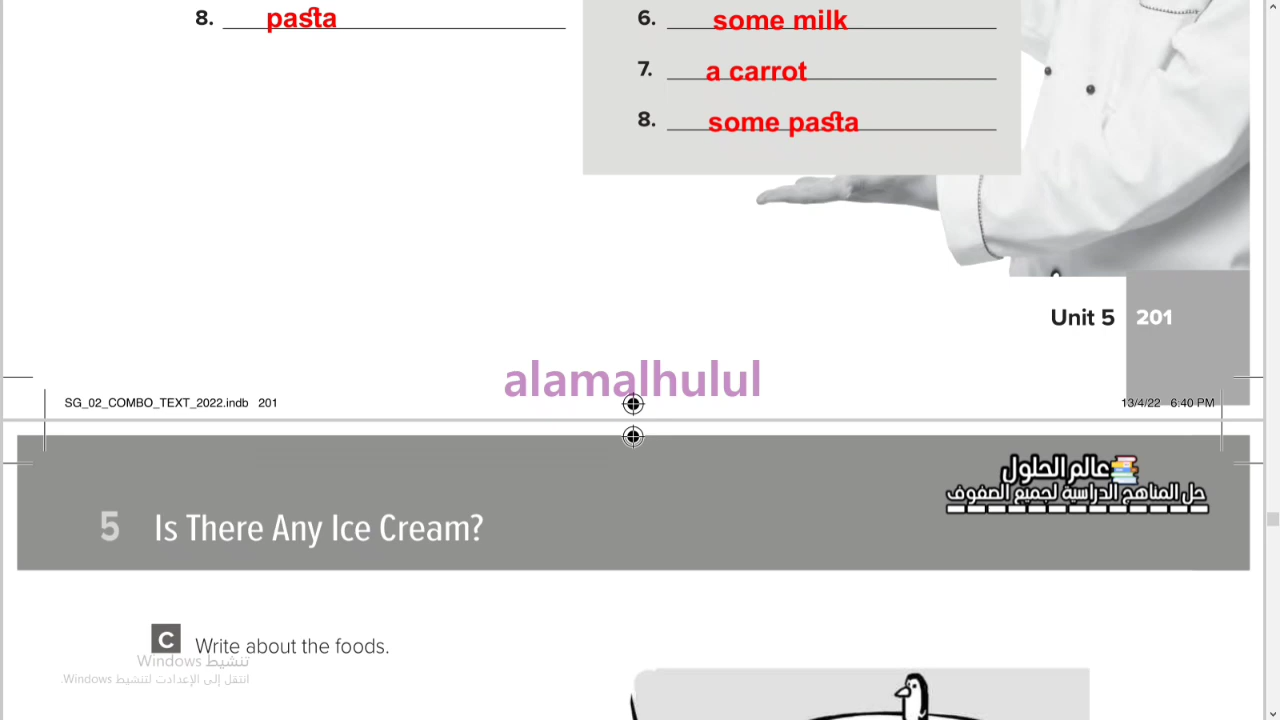 8. pasta
6. some milk
7. a carrot
8. some pasta
Unit 5 201
alamalhulul
SG_02_COMBO_TEXT_2022.indb 201
13/4/22 6:40 PM
عالم الحلول
حل المناهج الدراسية لجميع الصفوف
5 Is There Any Ice Cream?
C Write about the foods.
تنشيط Windows
انتقل إلى الإعدادات لتنشيط Windows.